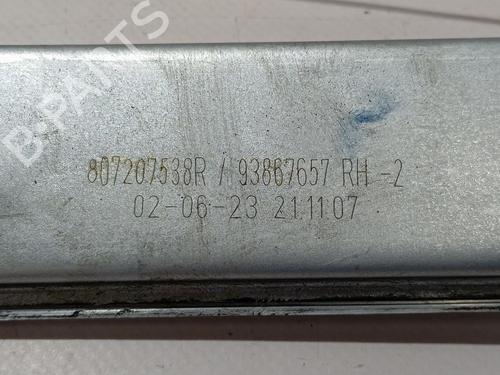 B-PARTS
807207538R / 93867657 RH -2
02-06-23 21.11 07